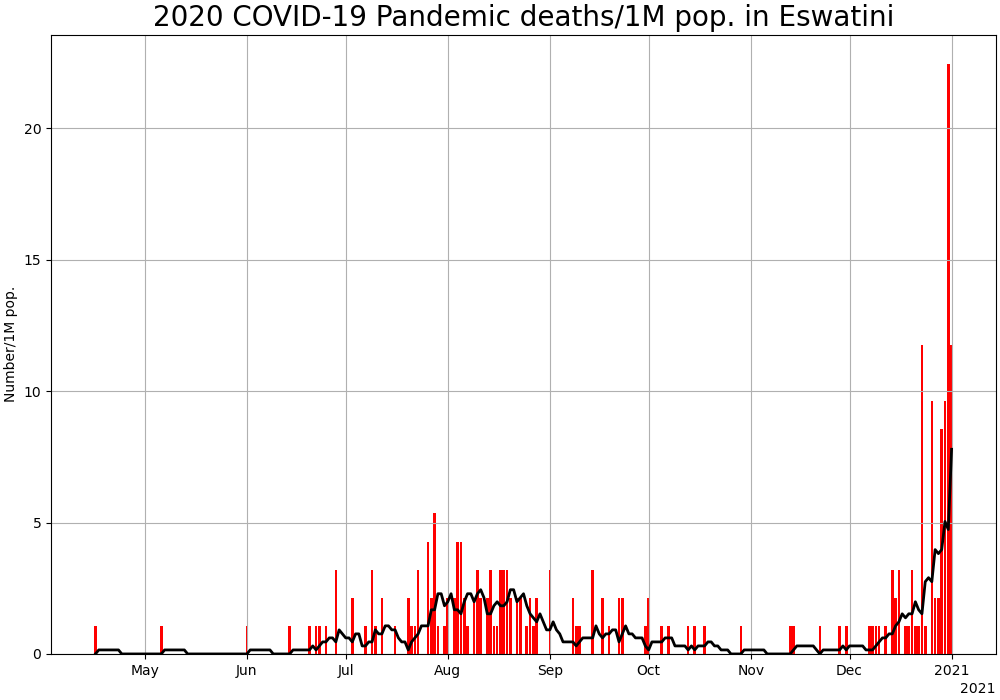 2020 COVID-19 Pandemic deaths/1M pop. in Eswatini
Number/1M pop.
20
15
10
5
0
May Jun Jul Aug Sep Oct Nov Dec 2021
2021